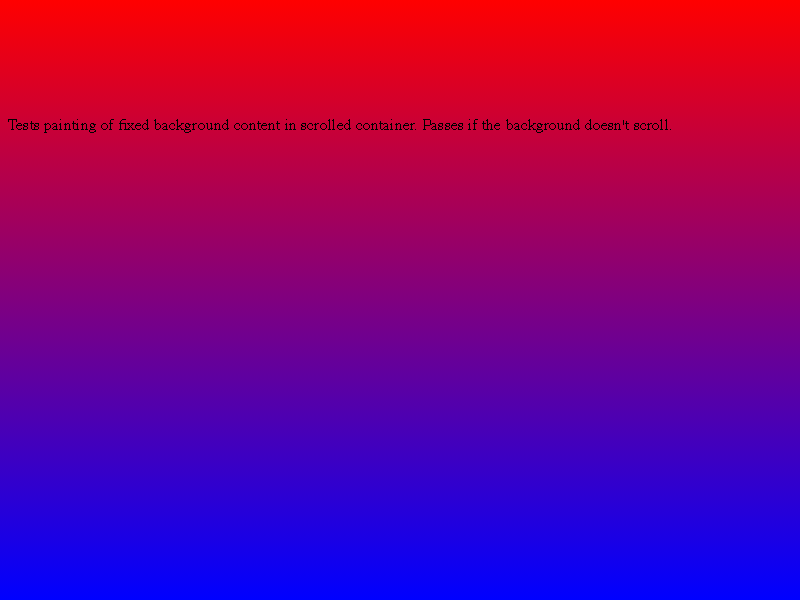 Tests painting of fixed background content in scrolled container. Passes if the background doesn't scroll.